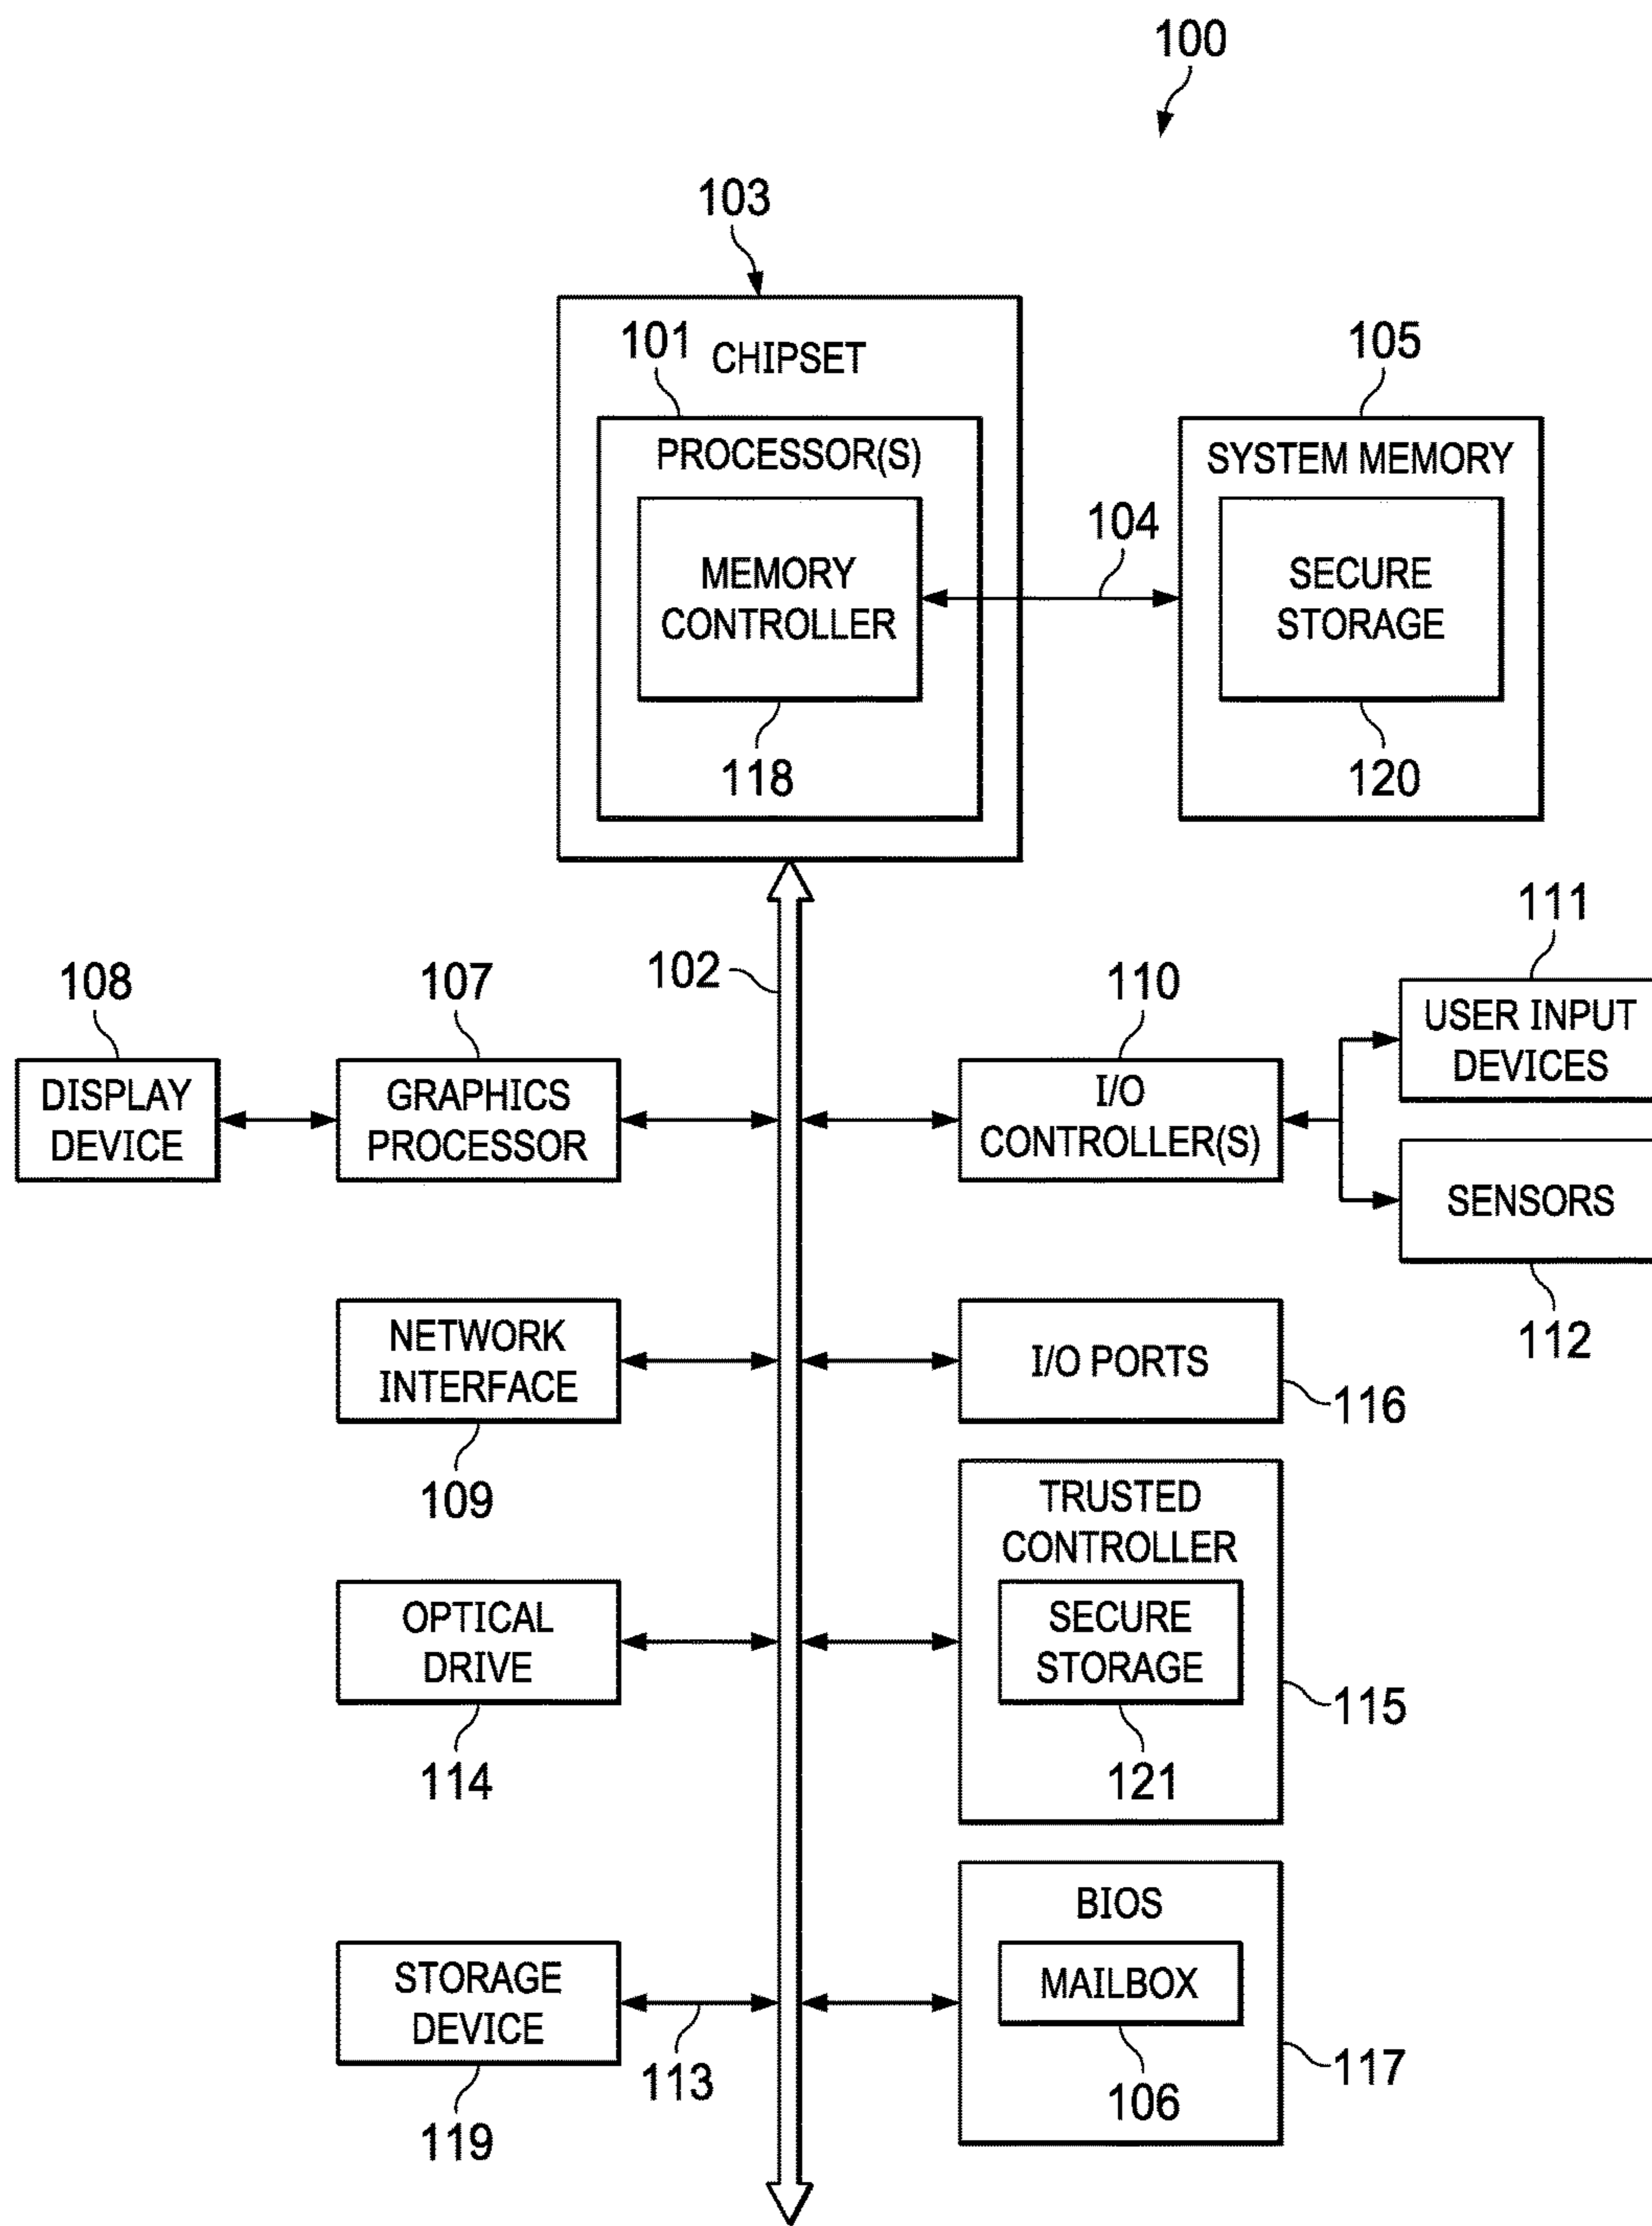 100
103
101
CHIPSET
105
PROCESSOR(S)
SYSTEM MEMORY
104
MEMORY
CONTROLLER
SECURE
STORAGE
118
120
111
102
108
107
110
USER INPUT
DEVICES
DISPLAY
DEVICE
GRAPHICS
PROCESSOR
I/O
CONTROLLER(S)
SENSORS
112
NETWORK
INTERFACE
I/O PORTS
116
109
TRUSTED
CONTROLLER
OPTICAL
DRIVE
SECURE
STORAGE
115
114
121
BIOS
STORAGE
DEVICE
MAILBOX
113
117
119
106